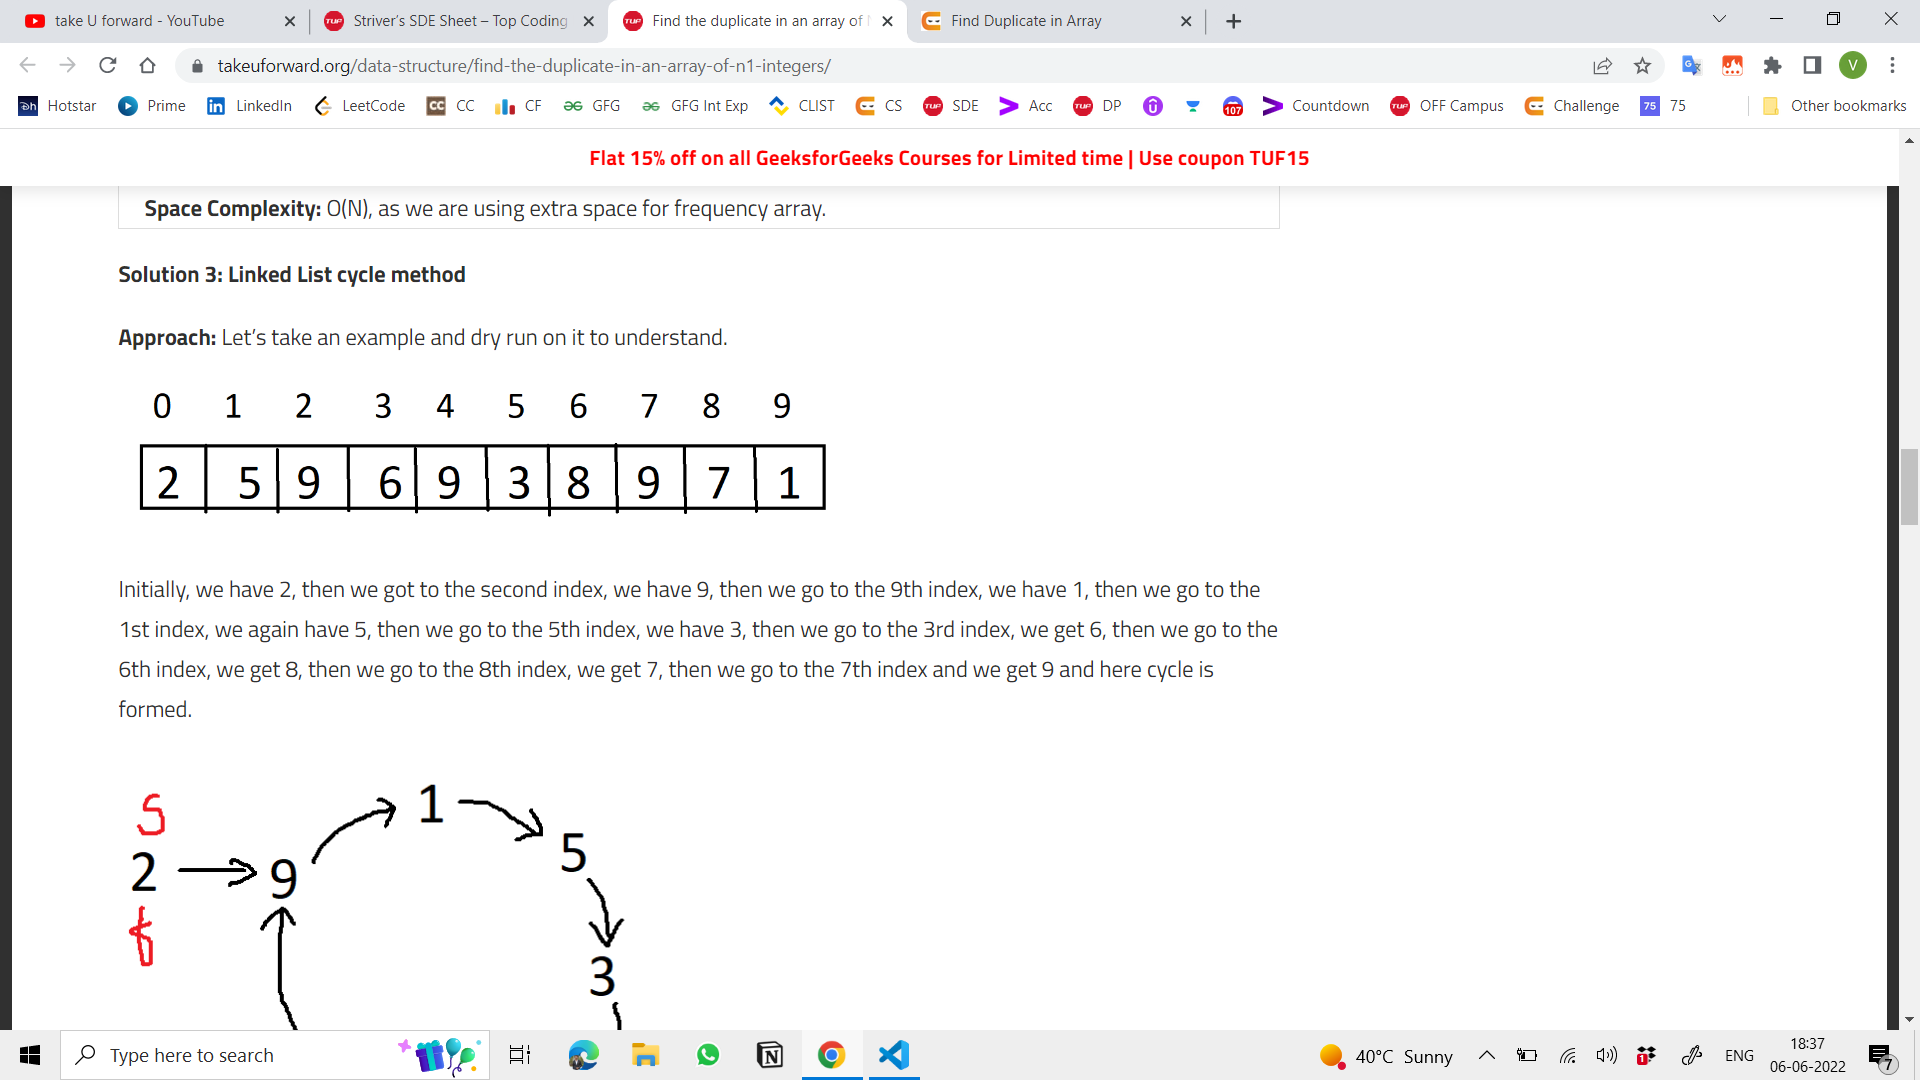 take U forward - YouTube
Striver's SDE Sheet – Top Coding
Find the duplicate in an array of
Find Duplicate in Array
takeuforward.org/data-structure/find-the-duplicate-in-an-array-of-n1-integers/
Hotstar Prime LinkedIn LeetCode CC CC CF GFG GFG Int Exp CLIST CS TUF SDE Acc TUF DP 107 Countdown TUF OFF Campus Challenge 75 75 Other bookmarks
Flat 15% off on all GeeksforGeeks Courses for Limited time | Use coupon TUF15
Space Complexity: O(N), as we are using extra space for frequency array.
Solution 3: Linked List cycle method
Approach: Let's take an example and dry run on it to understand.
0 1 2 3 4 5 6 7 8 9
2 5 9 6 9 3 8 9 7 1
Initially, we have 2, then we got to the second index, we have 9, then we go to the 9th index, we have 1, then we go to the
1st index, we again have 5, then we go to the 5th index, we have 3, then we go to the 3rd index, we get 6, then we go to the
6th index, we get 8, then we go to the 8th index, we get 7, then we go to the 7th index and we get 9 and here cycle is
formed.
S
1
5
2
9
f
3
Type here to search
40°C Sunny
ENG
18:37
06-06-2022
7